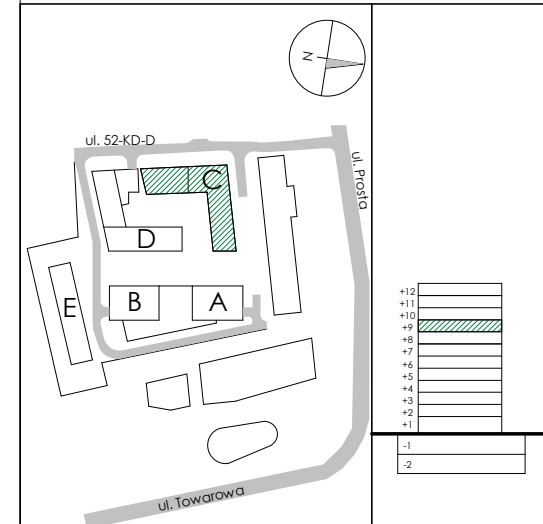 N
ul. 52-KD-D
C
ul. Prosta
D
E
B
A
ul. Towarowa
+12
+11
+10
+9
+8
+7
+6
+5
+4
+3
+2
+1
-1
-2